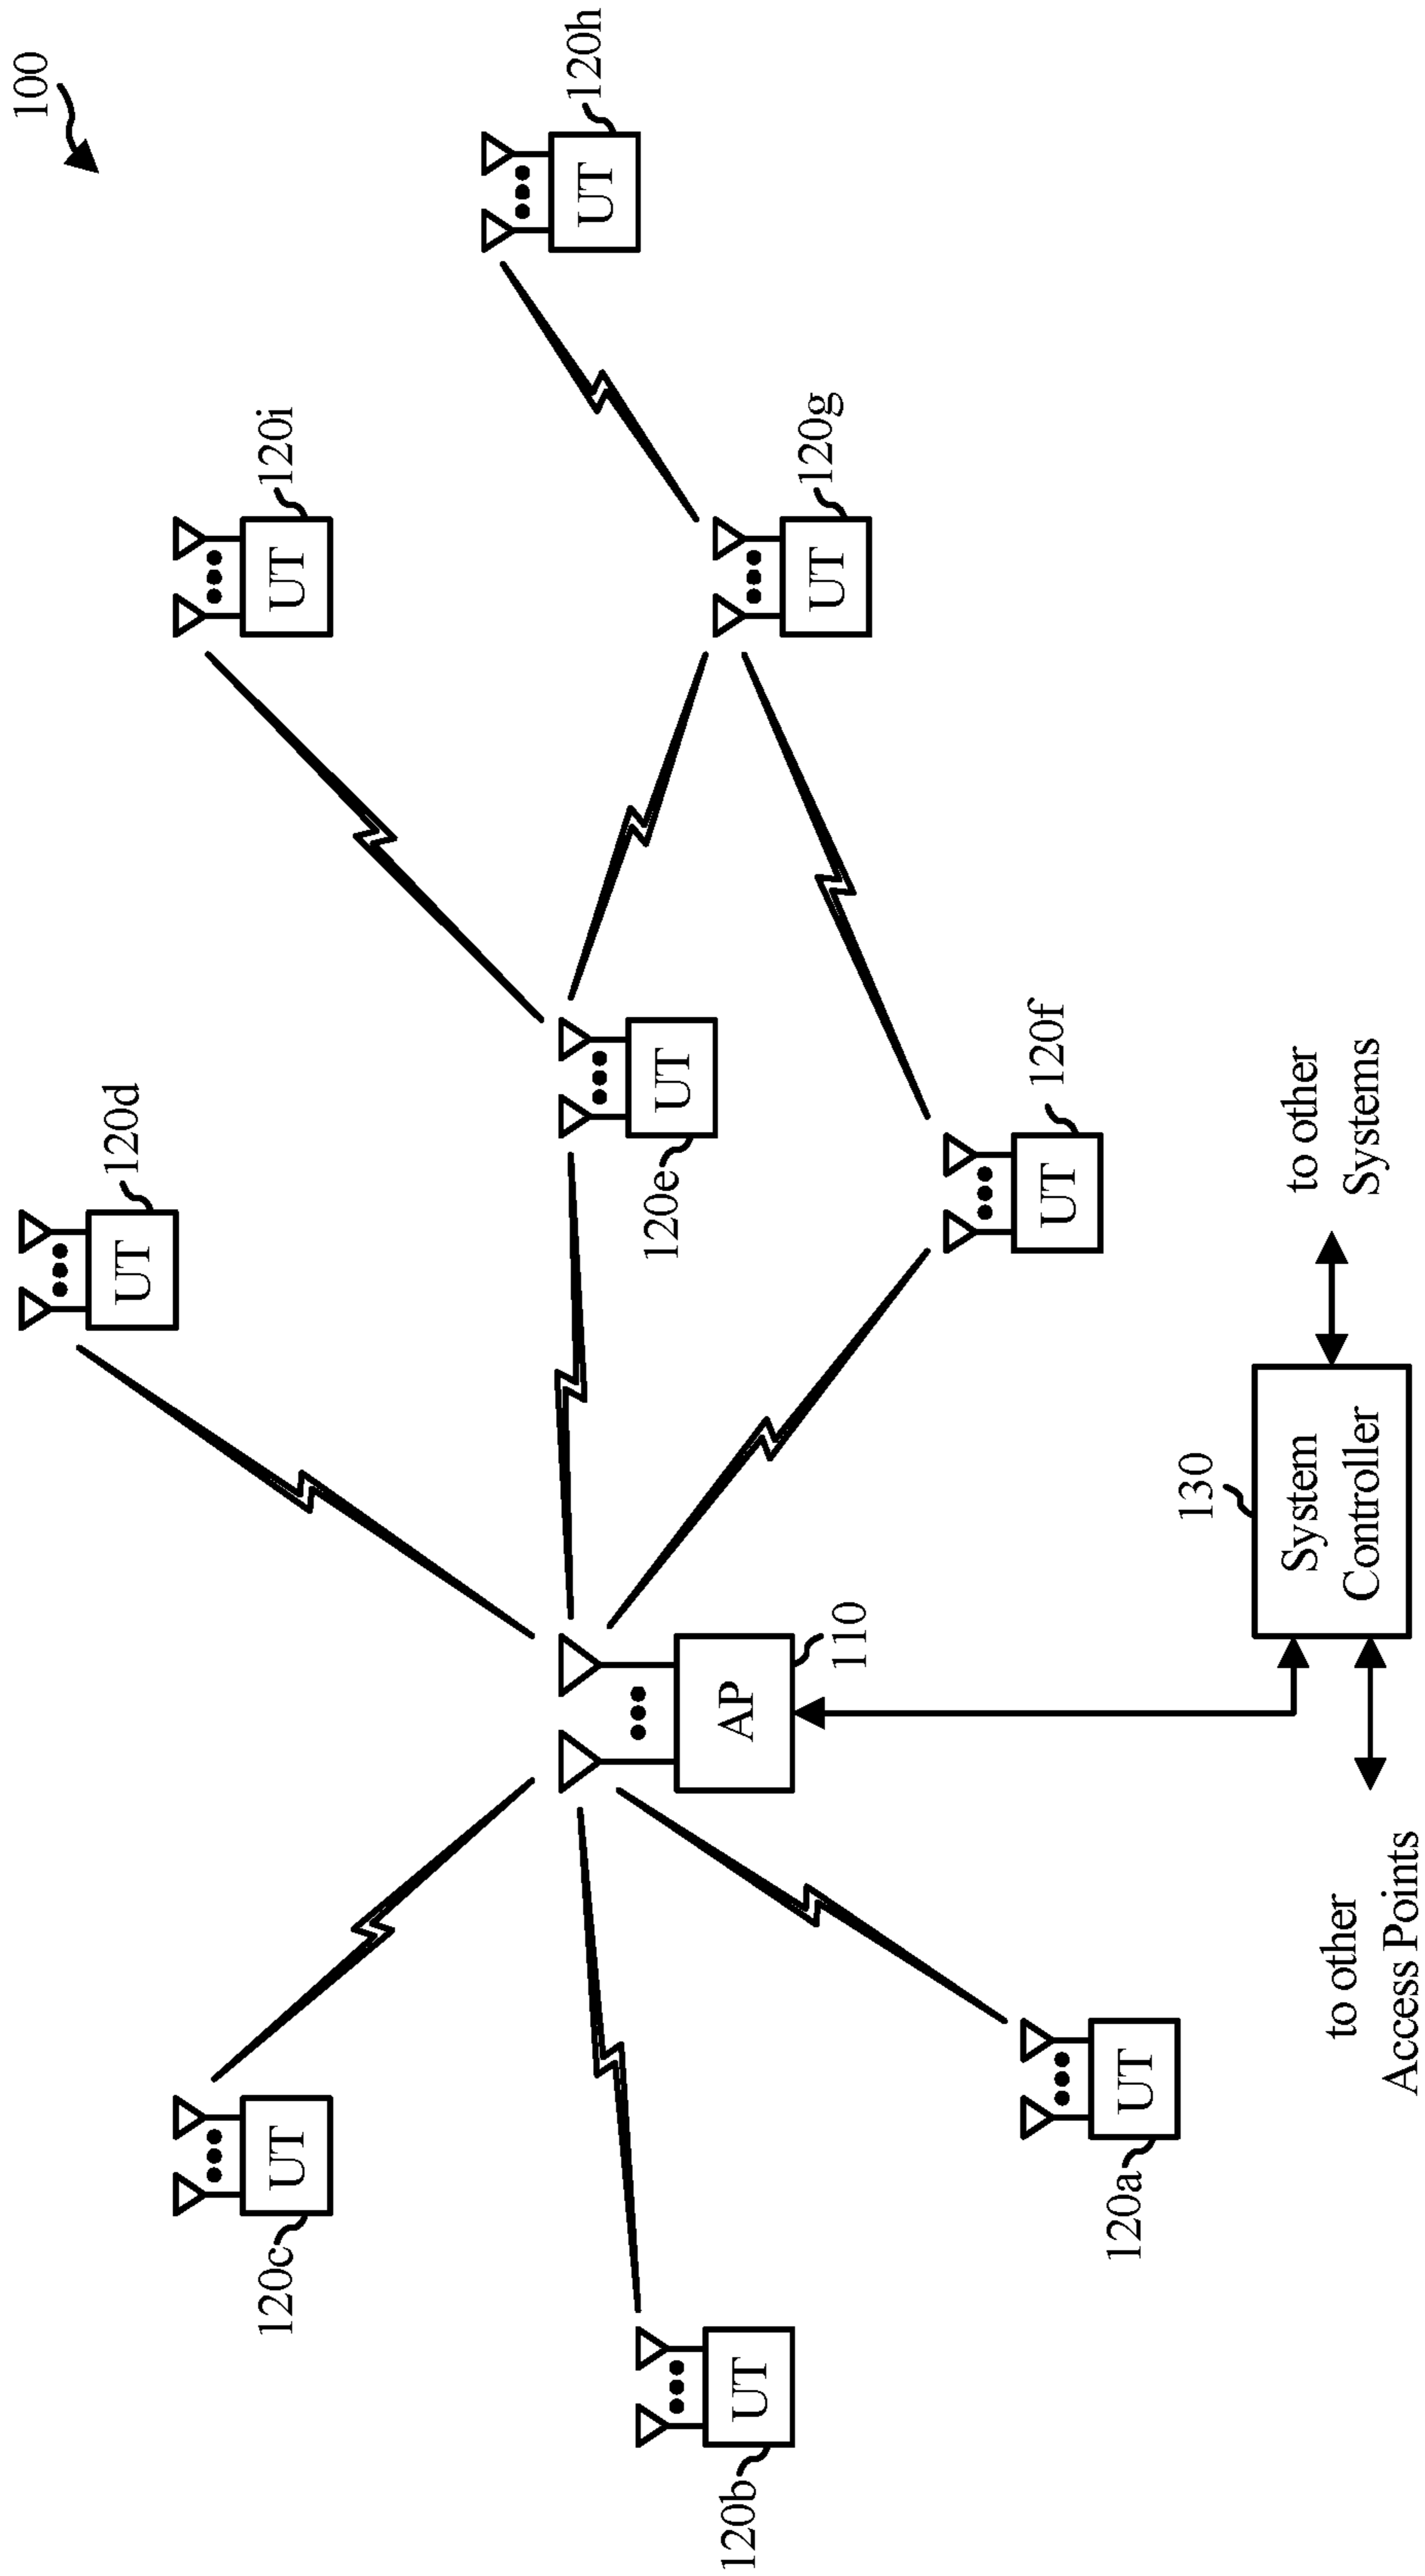 100
120d
UT
120i
UT
120c
UT
120h
UT
120e
UT
AP
110
120b
UT
120g
UT
120f
UT
120a
UT
130
System
Controller
to other
Systems
to other
Access Points